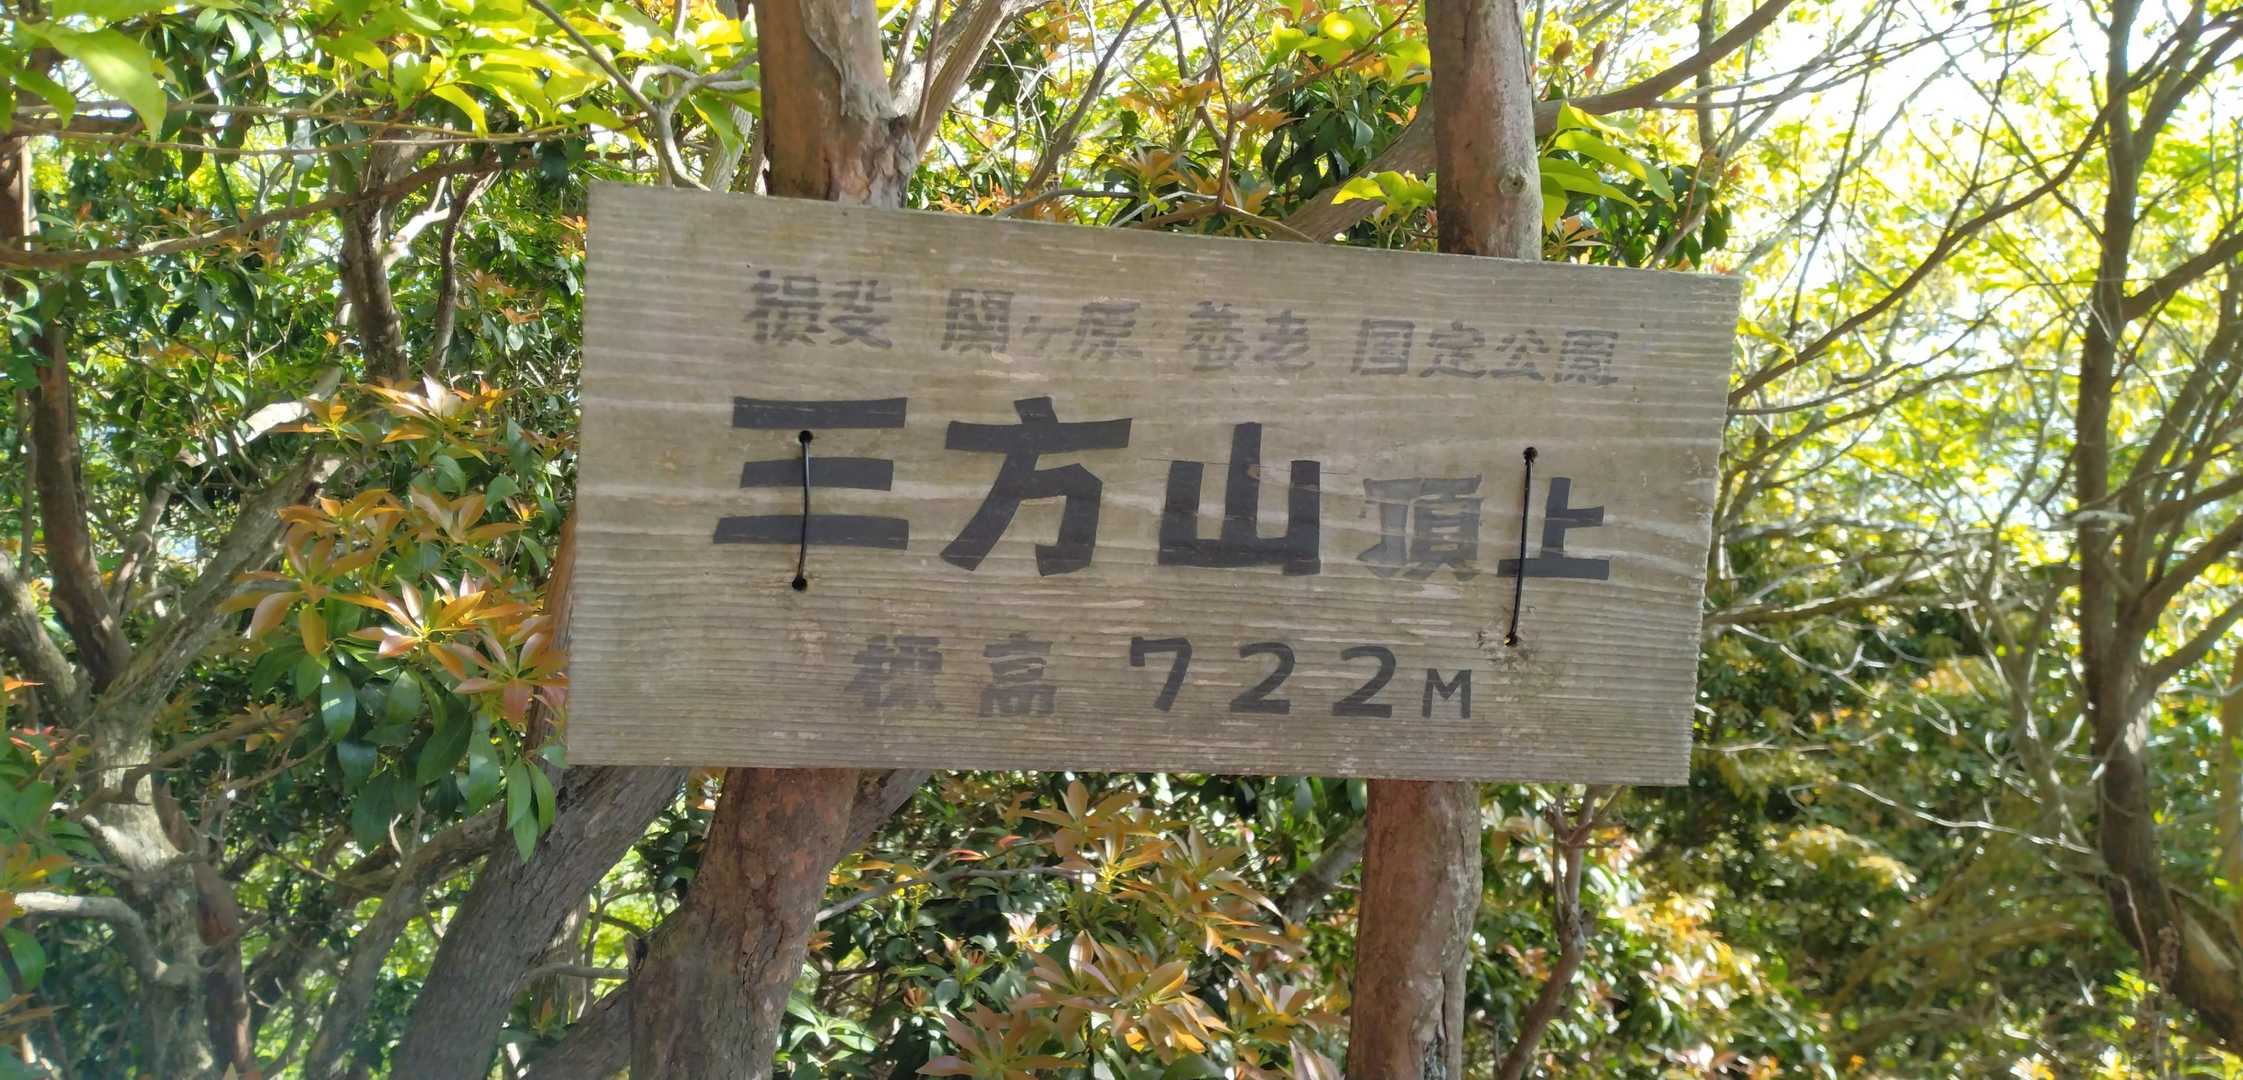 揖斐 関ヶ原 養老 国定公園
三方山 頂上
標高 722M